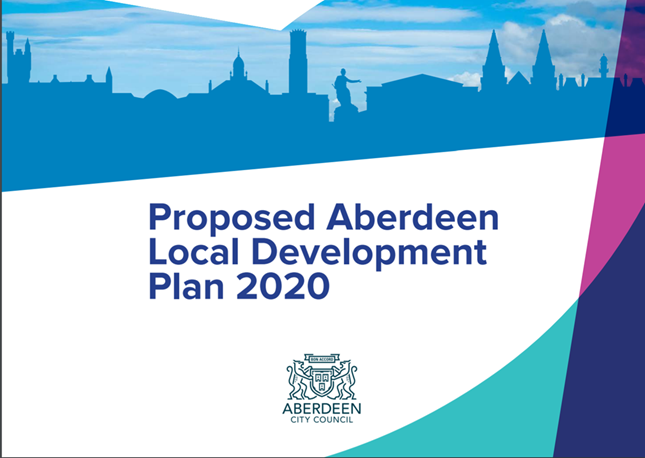 Proposed Aberdeen
Local Development
Plan 2020
BON ACCORD
ABERDEEN
CITY COUNCIL